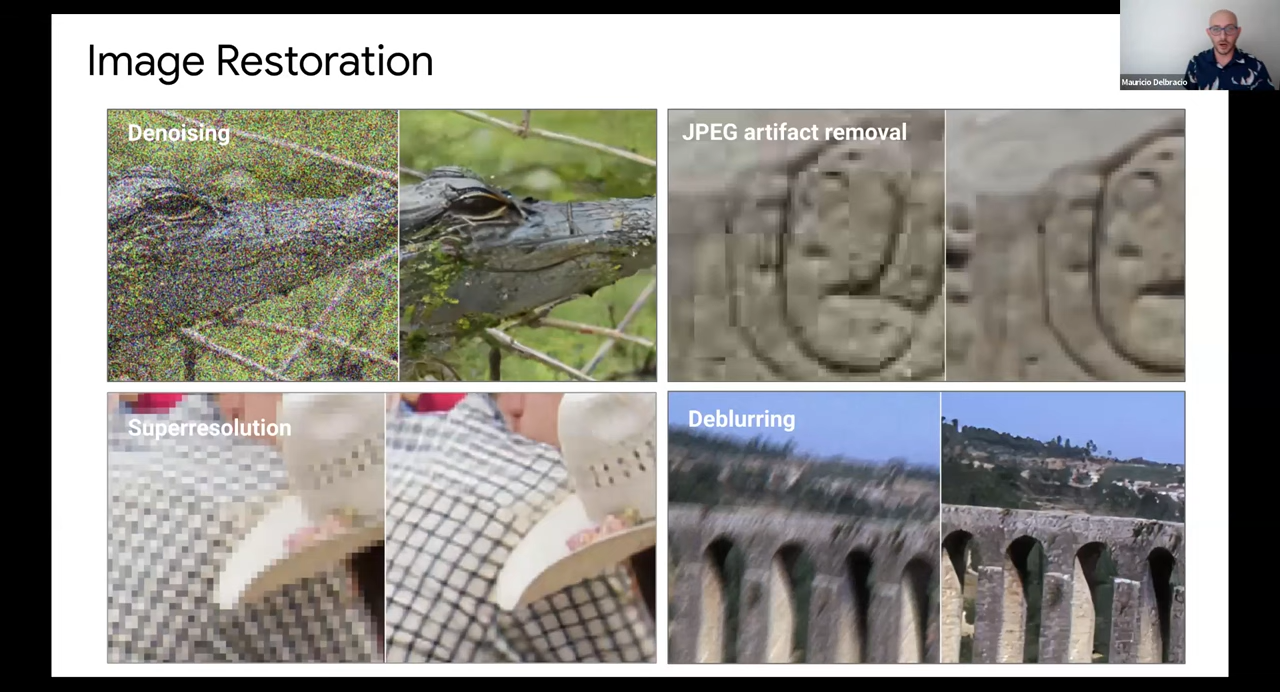 Image Restoration
Mauricio Delbracio
Denoising
JPEG artifact removal
Superresolution
Deblurring